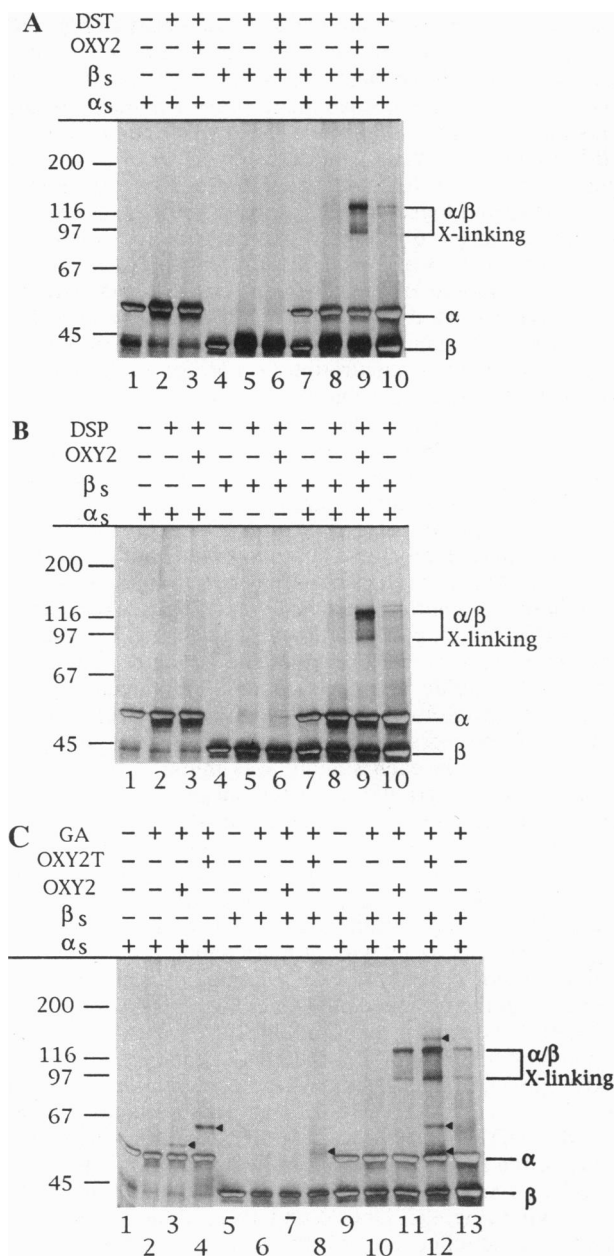 A DST − + + − + + − + + +
OXY2 − − + − − + − − + −
βs − − − + + + + + + +
αs + + + − − − + + + +
200
116
97
67
45
α/β
X-linking
α
β
1 2 3 4 5 6 7 8 9 10
B DSP − + + − + + − + + +
OXY2 − − + − − + − − + −
βs − − − + + + + + + +
αs + + + − − − + + + +
200
116
97
67
45
α/β
X-linking
α
β
1 2 3 4 5 6 7 8 9 10
C GA − + + + − + + + − + + + +
OXY2T − − − + − − − + − − − + −
OXY2 − − + − − − + − − − + − −
βs − − − − + + + + + + + + +
αs + + + + − − − − + + + + +
200
116
97
67
45
α/β
X-linking
α
β
1 3 5 7 9 11 13
2 4 6 8 10 12